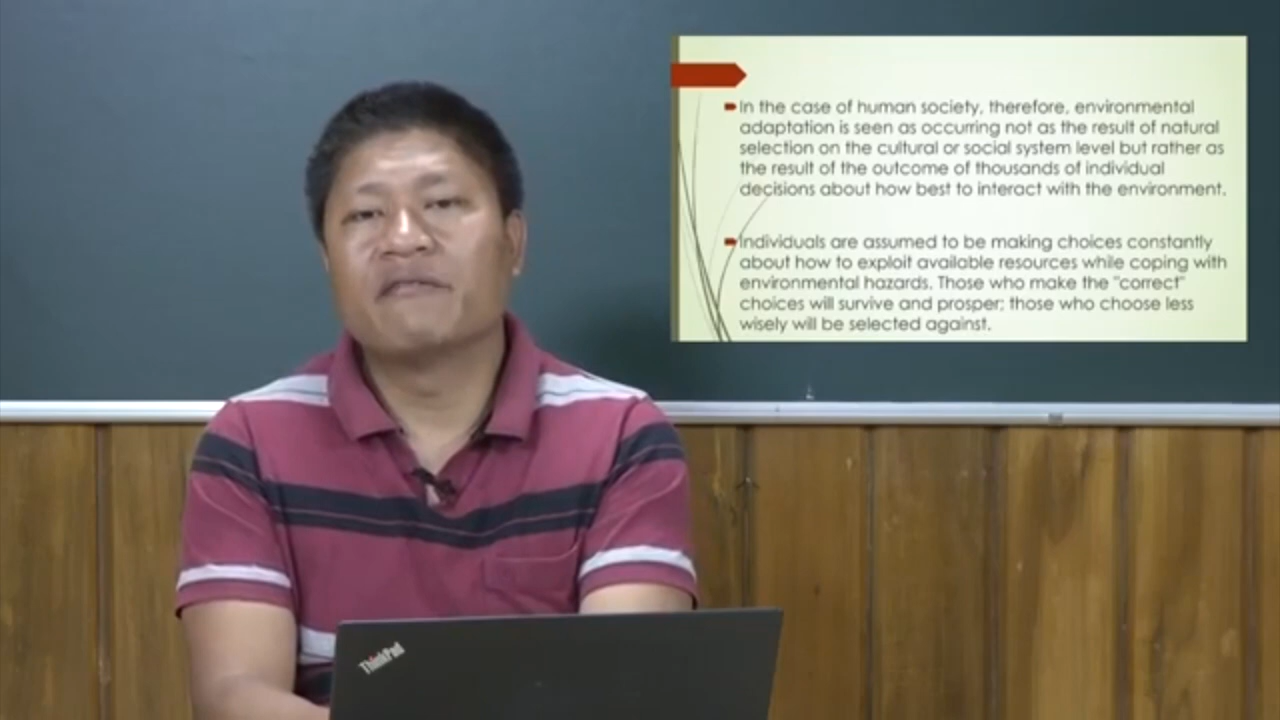 In the case of human society, therefore, environmental
adaptation is seen as occurring not as the result of natural
selection on the cultural or social system level but rather as
the result of the outcome of thousands of individual
decisions about how best to interact with the environment.
Individuals are assumed to be making choices constantly
about how to exploit available resources while coping with
environmental hazards. Those who make the "correct"
choices will survive and prosper; those who choose less
wisely will be selected against.
ThinkPad